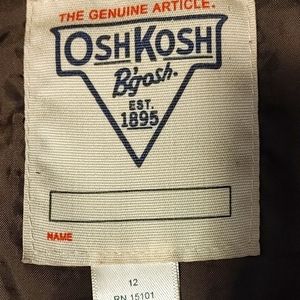 THE GENUINE ARTICLE.
OSHKOSH
B'gosh.
EST.
1895
NAME
12
RN 15101